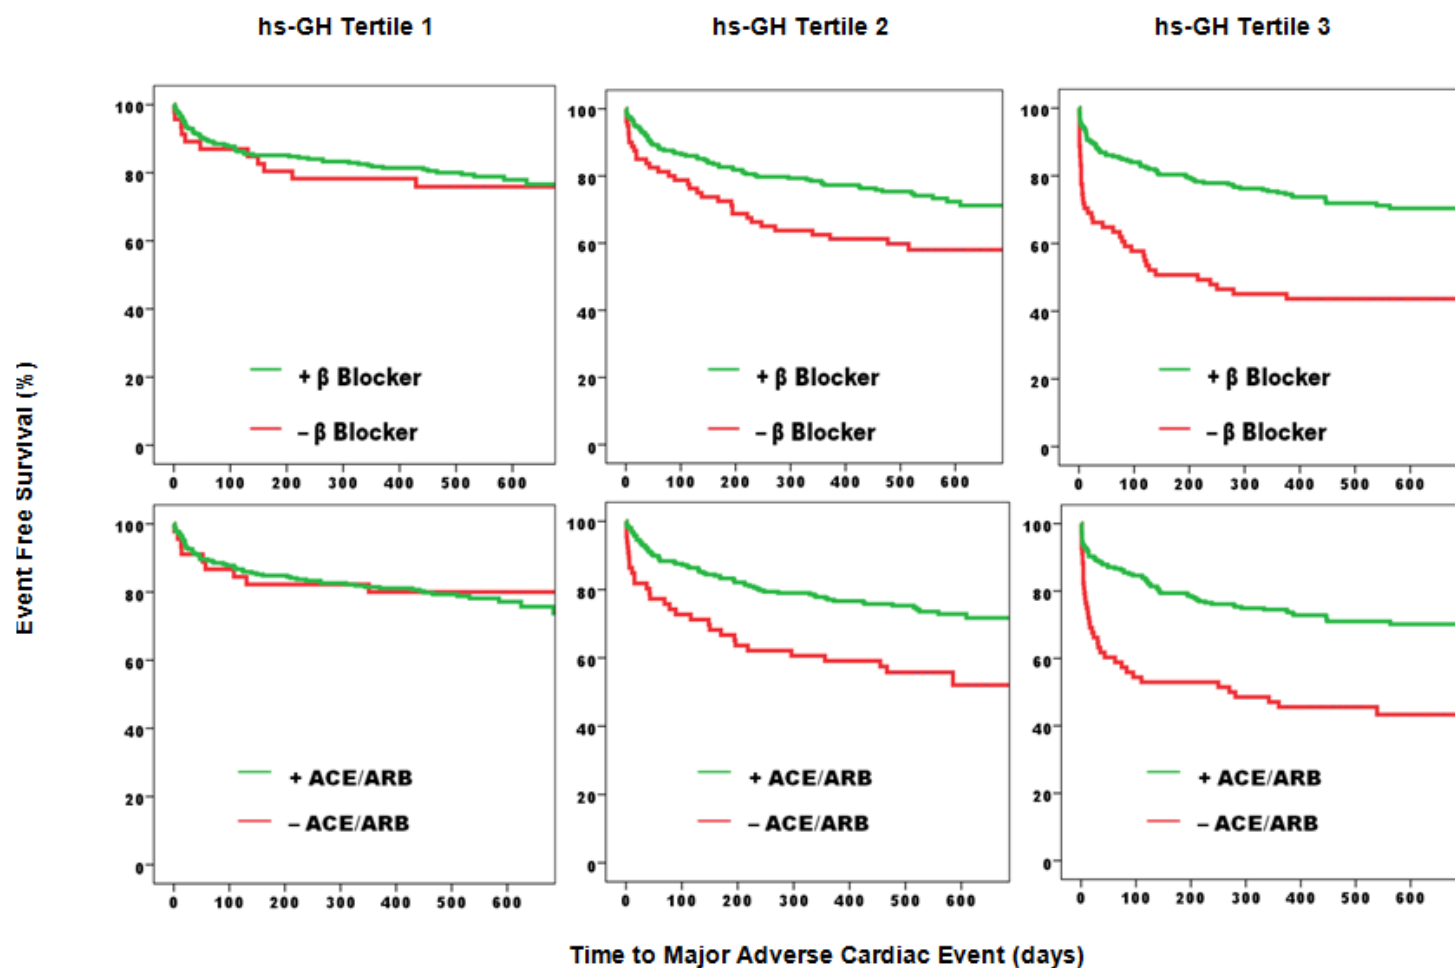 hs-GH Tertile 1 hs-GH Tertile 2 hs-GH Tertile 3
Event Free Survival (%)
100
80
60
40
20
0
+ β Blocker
– β Blocker
0 100 200 300 400 500 600
100
80
60
40
20
0
+ β Blocker
– β Blocker
0 100 200 300 400 500 600
100
80
60
40
20
0
+ β Blocker
– β Blocker
0 100 200 300 400 500 600
100
80
60
40
20
0
+ ACE/ARB
– ACE/ARB
0 100 200 300 400 500 600
100
80
60
40
20
0
+ ACE/ARB
– ACE/ARB
0 100 200 300 400 500 600
100
80
60
40
20
0
+ ACE/ARB
– ACE/ARB
0 100 200 300 400 500 600
Time to Major Adverse Cardiac Event (days)